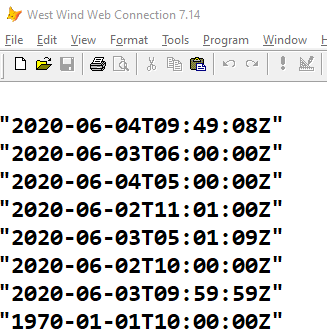 West Wind Web Connection 7.14
File Edit View Format Tools Program Window H
"2020-06-04T09:49:08Z"
"2020-06-03T06:00:00Z"
"2020-06-04T05:00:00Z"
"2020-06-02T11:01:00Z"
"2020-06-03T05:01:09Z"
"2020-06-02T10:00:00Z"
"2020-06-03T09:59:59Z"
"1970-01-01T10:00:00Z"